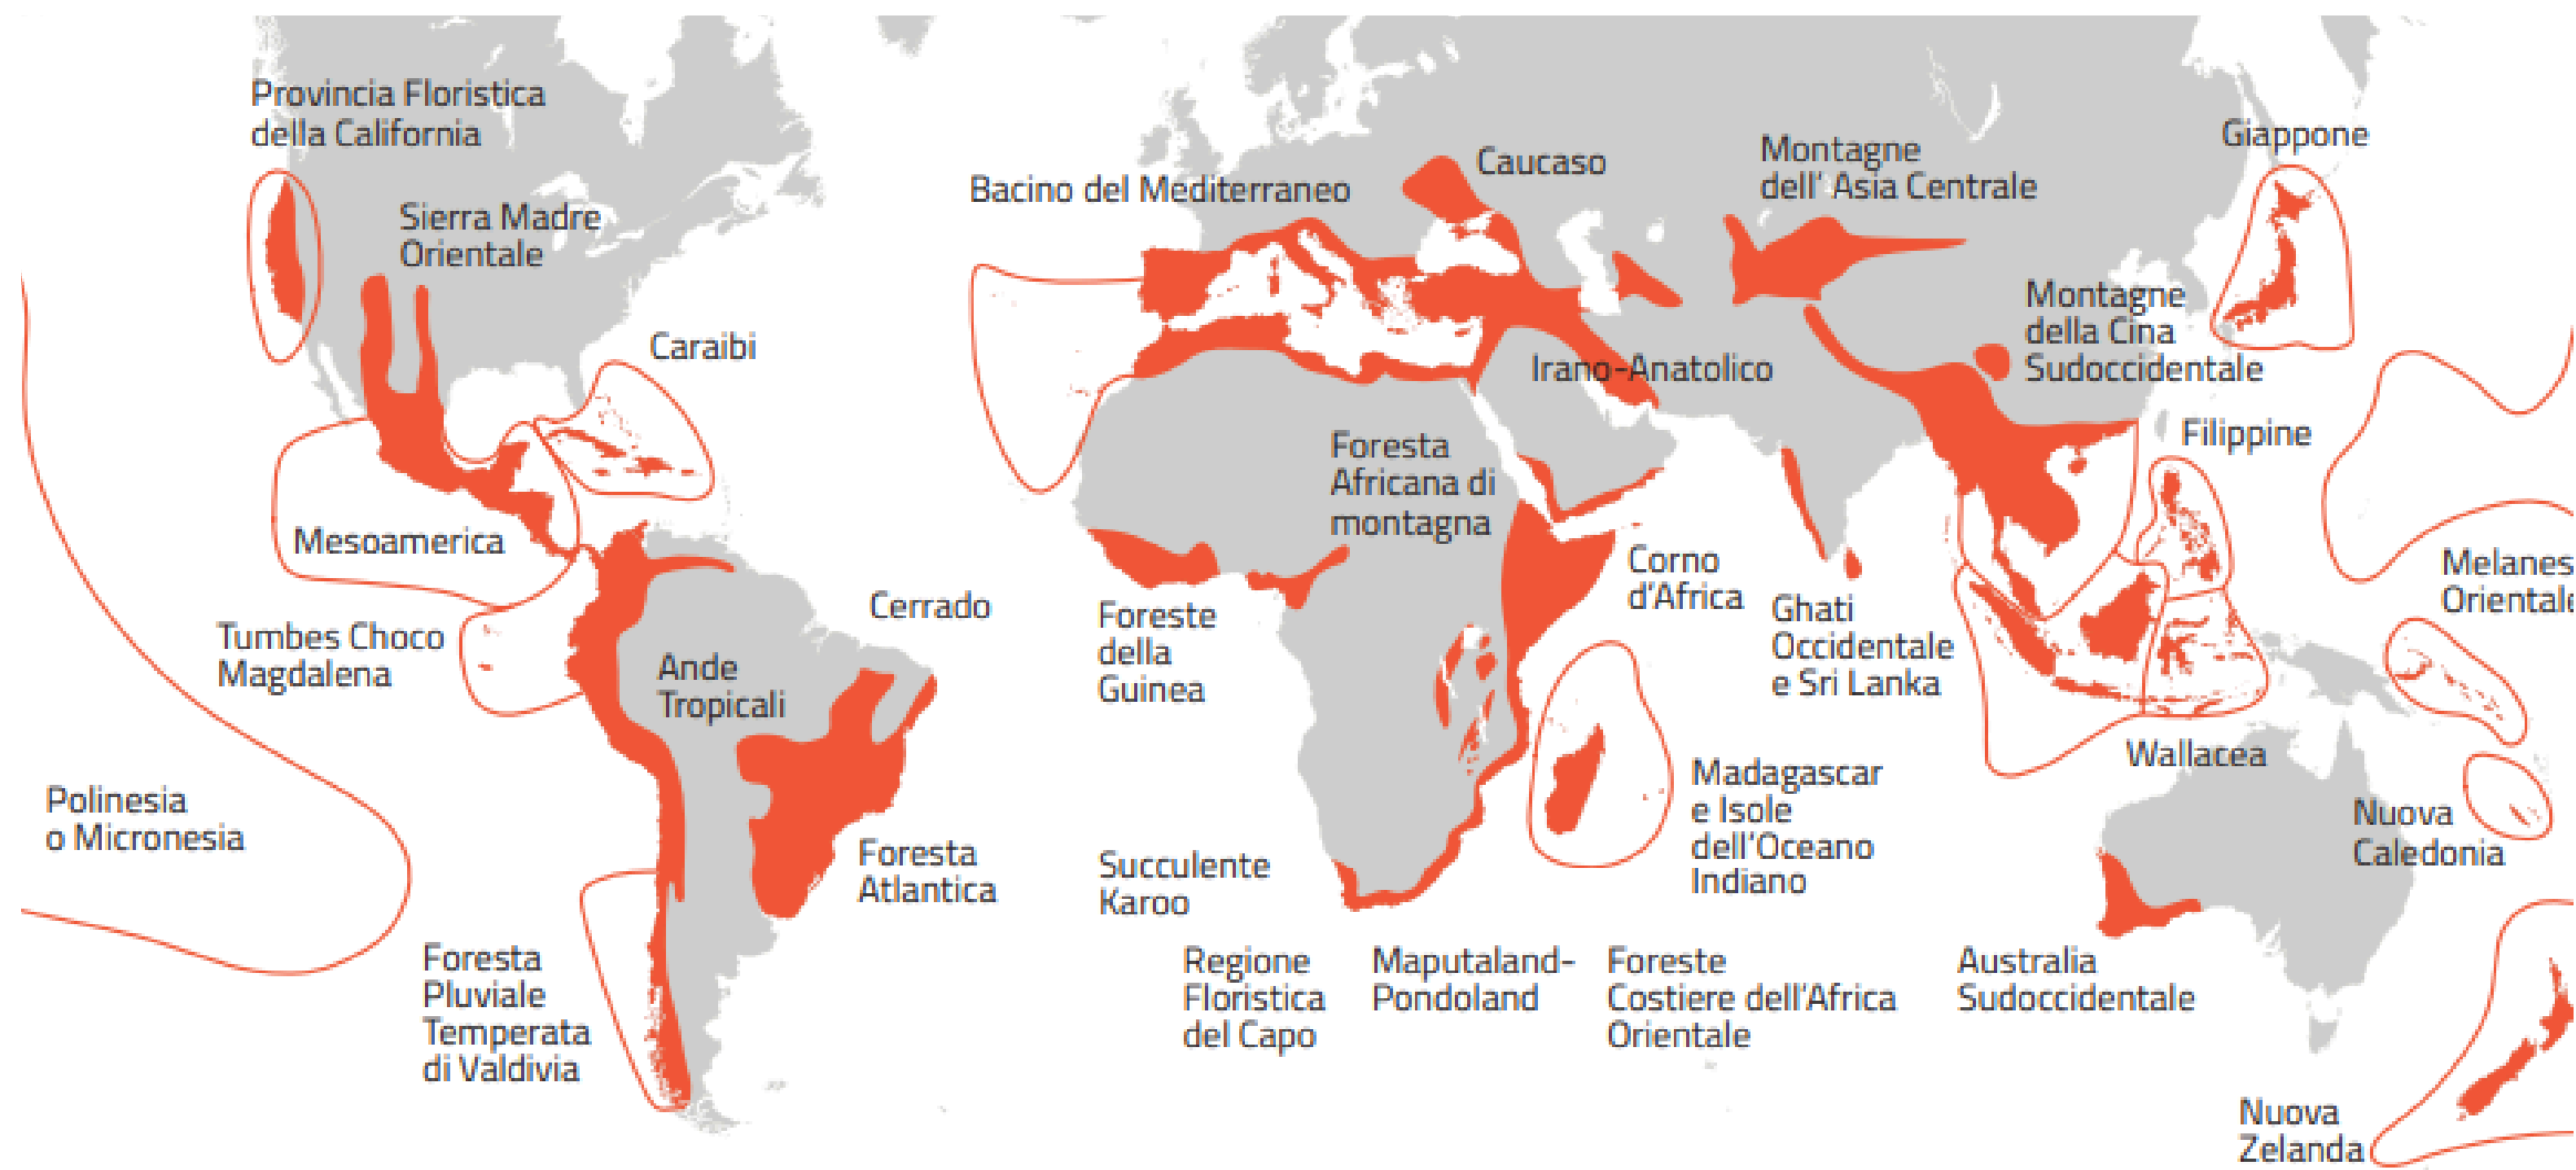 Provincia Floristica
della California
Sierra Madre
Orientale
Caraibi
Mesoamerica
Tumbes Choco
Magdalena
Polinesia
o Micronesia
Ande
Tropicali
Cerrado
Foresta
Atlantica
Foresta
Pluviale
Temperata
di Valdivia
Bacino del Mediterraneo
Caucaso
Montagne
dell' Asia Centrale
Irano-Anatolico
Foresta
Africana di
montagna
Foreste
della
Guinea
Corno
d'Africa
Ghati
Occidentale
e Sri Lanka
Madagascar
e Isole
dell'Oceano
Indiano
Succulente
Karoo
Regione
Floristica
del Capo
Maputaland-
Pondoland
Foreste
Costiere dell'Africa
Orientale
Giappone
Montagne
della Cina
Sudoccidentale
Filippine
Melanes
Orientale
Wallacea
Nuova
Caledonia
Australia
Sudoccidentale
Nuova
Zelanda